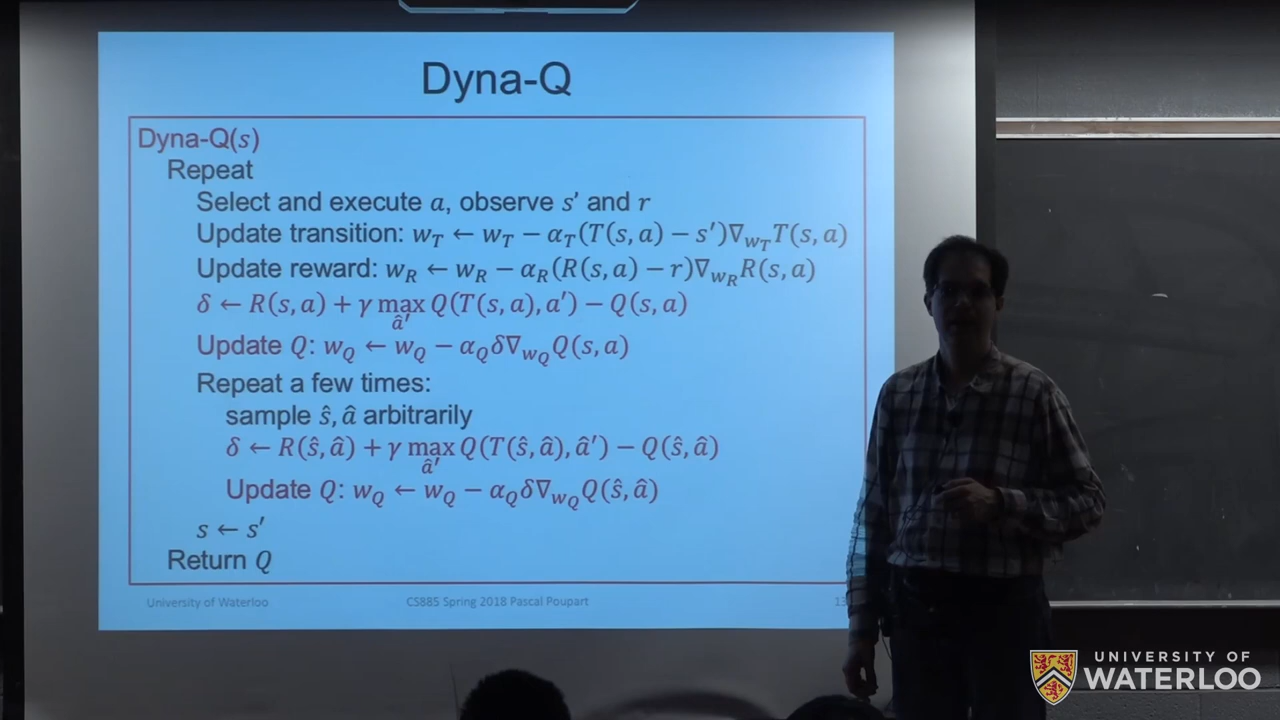 Dyna-Q
Dyna-Q(s)
Repeat
Select and execute a, observe s′ and r
Update transition: w_T ← w_T − α_T(T(s, a) − s′)∇_{w_T}T(s, a)
Update reward: w_R ← w_R − α_R(R(s, a) − r)∇_{w_R}R(s, a)
δ ← R(s, a) + γ max_{â′} Q(T(s, a), a′) − Q(s, a)
Update Q: w_Q ← w_Q − α_Qδ∇_{w_Q}Q(s, a)
Repeat a few times:
sample ŝ, â arbitrarily
δ ← R(ŝ, â) + γ max_{â′} Q(T(ŝ, â), â′) − Q(ŝ, â)
Update Q: w_Q ← w_Q − α_Qδ∇_{w_Q}Q(ŝ, â)
s ← s′
Return Q
University of Waterloo CS885 Spring 2018 Pascal Poupart
UNIVERSITY OF
WATERLOO